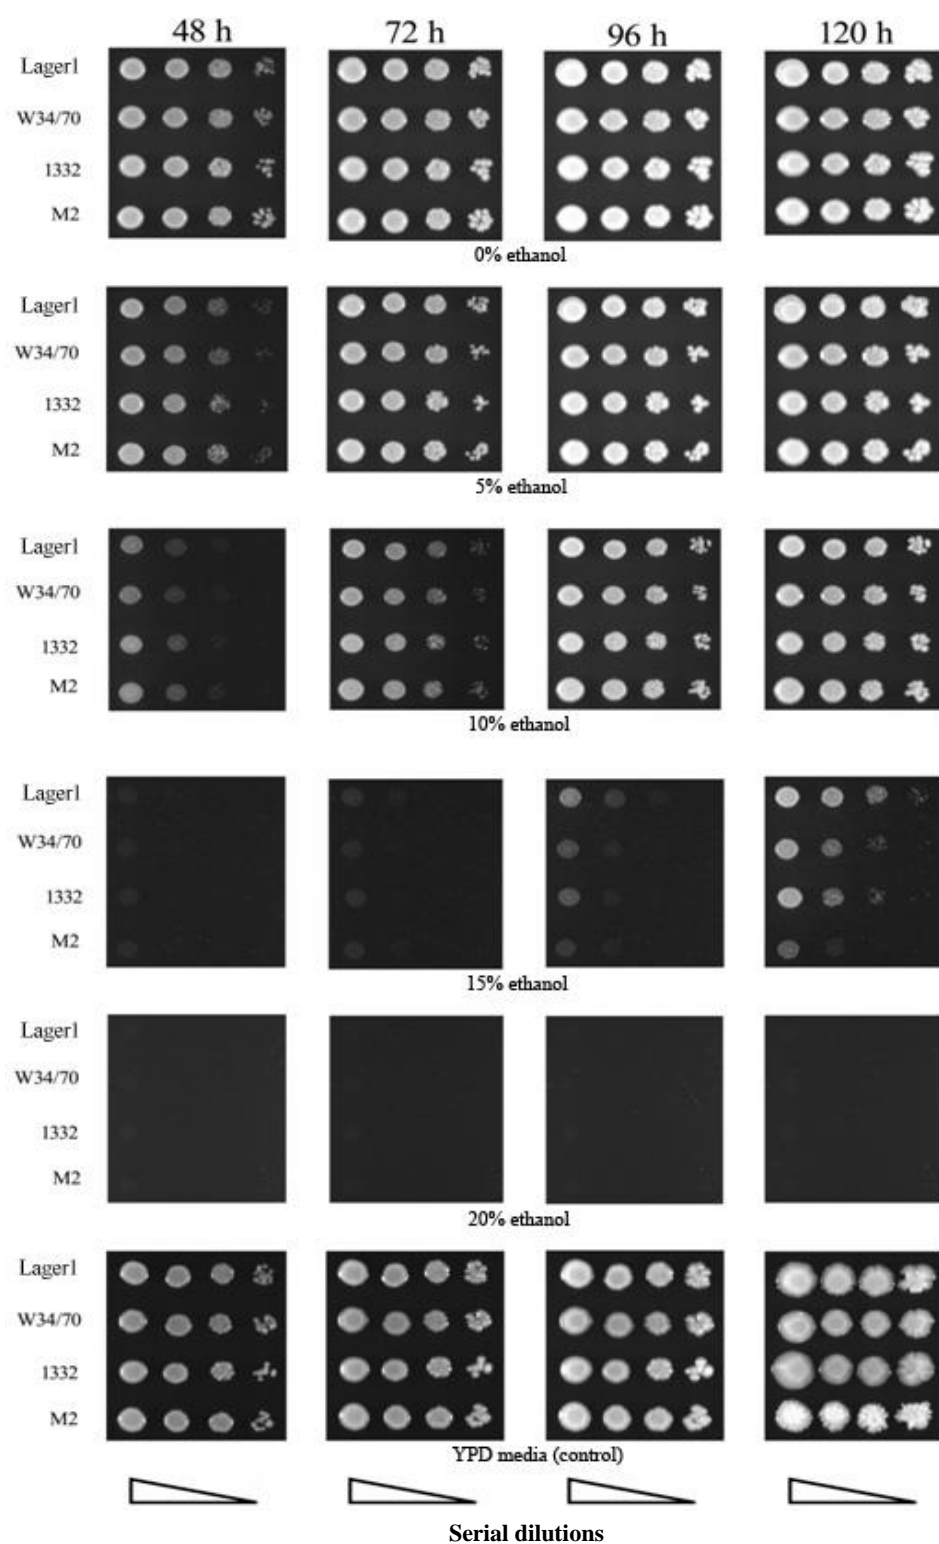 48 h 72 h 96 h 120 h
Lager1
W34/70
1332
M2
0% ethanol
Lager1
W34/70
1332
M2
5% ethanol
Lager1
W34/70
1332
M2
10% ethanol
Lager1
W34/70
1332
M2
15% ethanol
Lager1
W34/70
1332
M2
20% ethanol
Lager1
W34/70
1332
M2
YPD media (control)
Serial dilutions